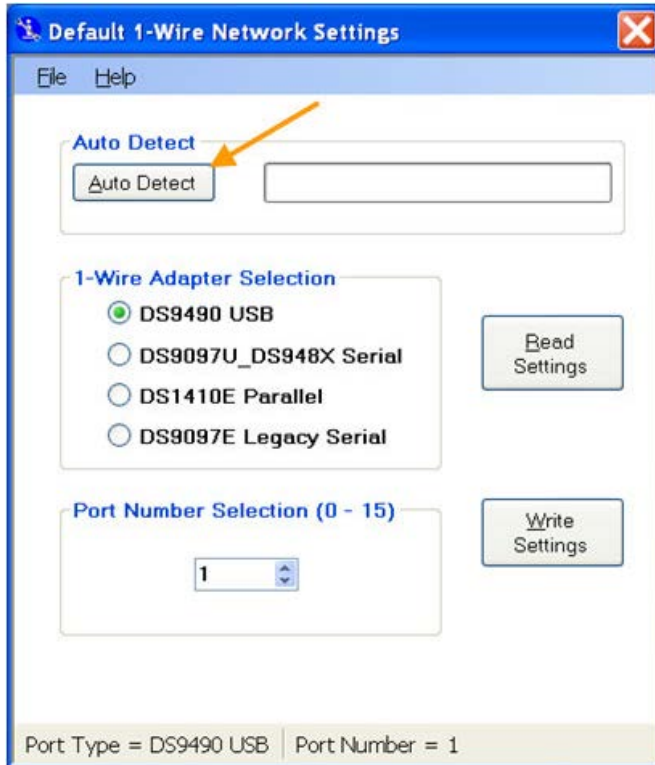 Default 1-Wire Network Settings
File Help
Auto Detect
Auto Detect
1-Wire Adapter Selection
DS9490 USB
DS9097U_DS948X Serial
DS1410E Parallel
DS9097E Legacy Serial
Read
Settings
Port Number Selection (0 - 15)
1
Write
Settings
Port Type = DS9490 USB Port Number = 1